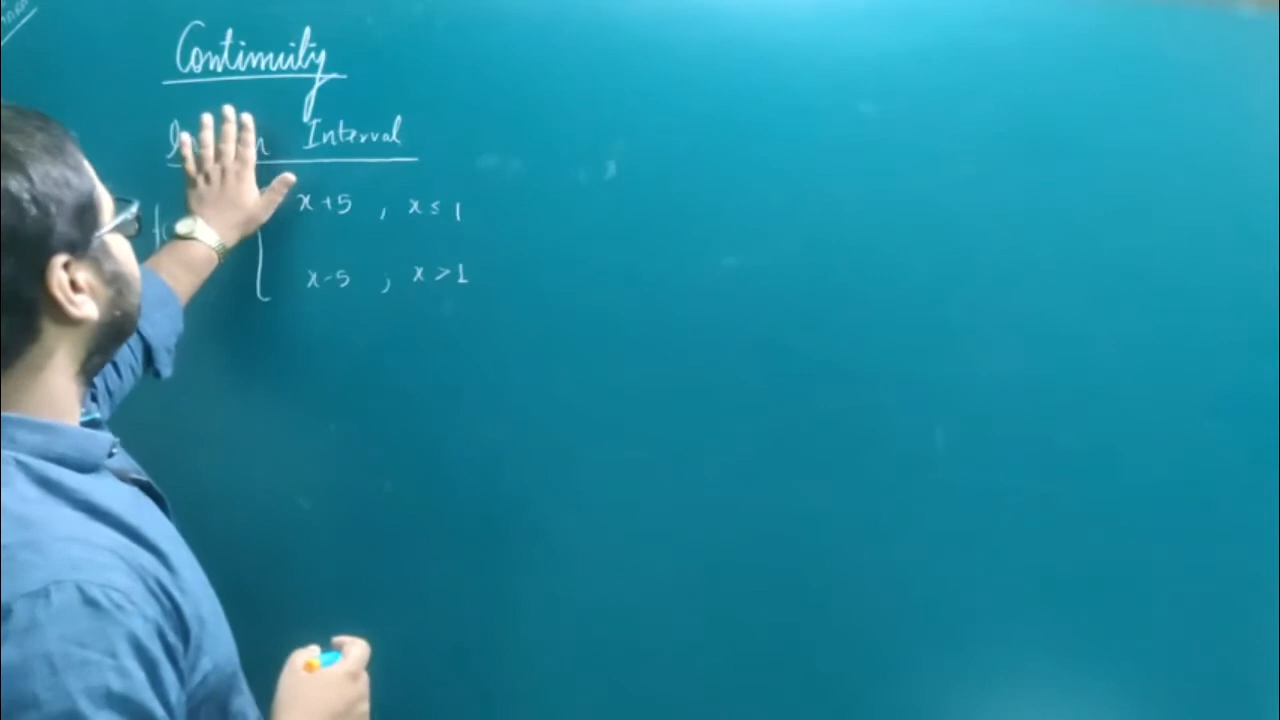 Continuity
Interval
x+5 , x ≤ 1
x-5 ; x > 1